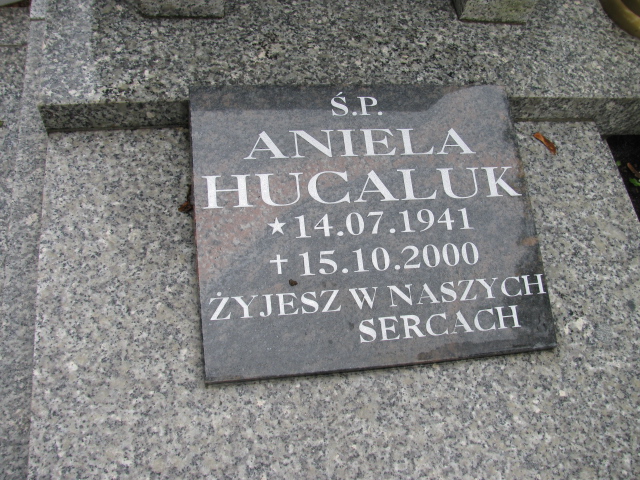 Ś.P.
ANIELA
HUCALUK
★14.07.1941
✝15.10.2000
ŻYJESZ W NASZYCH
SERCACH